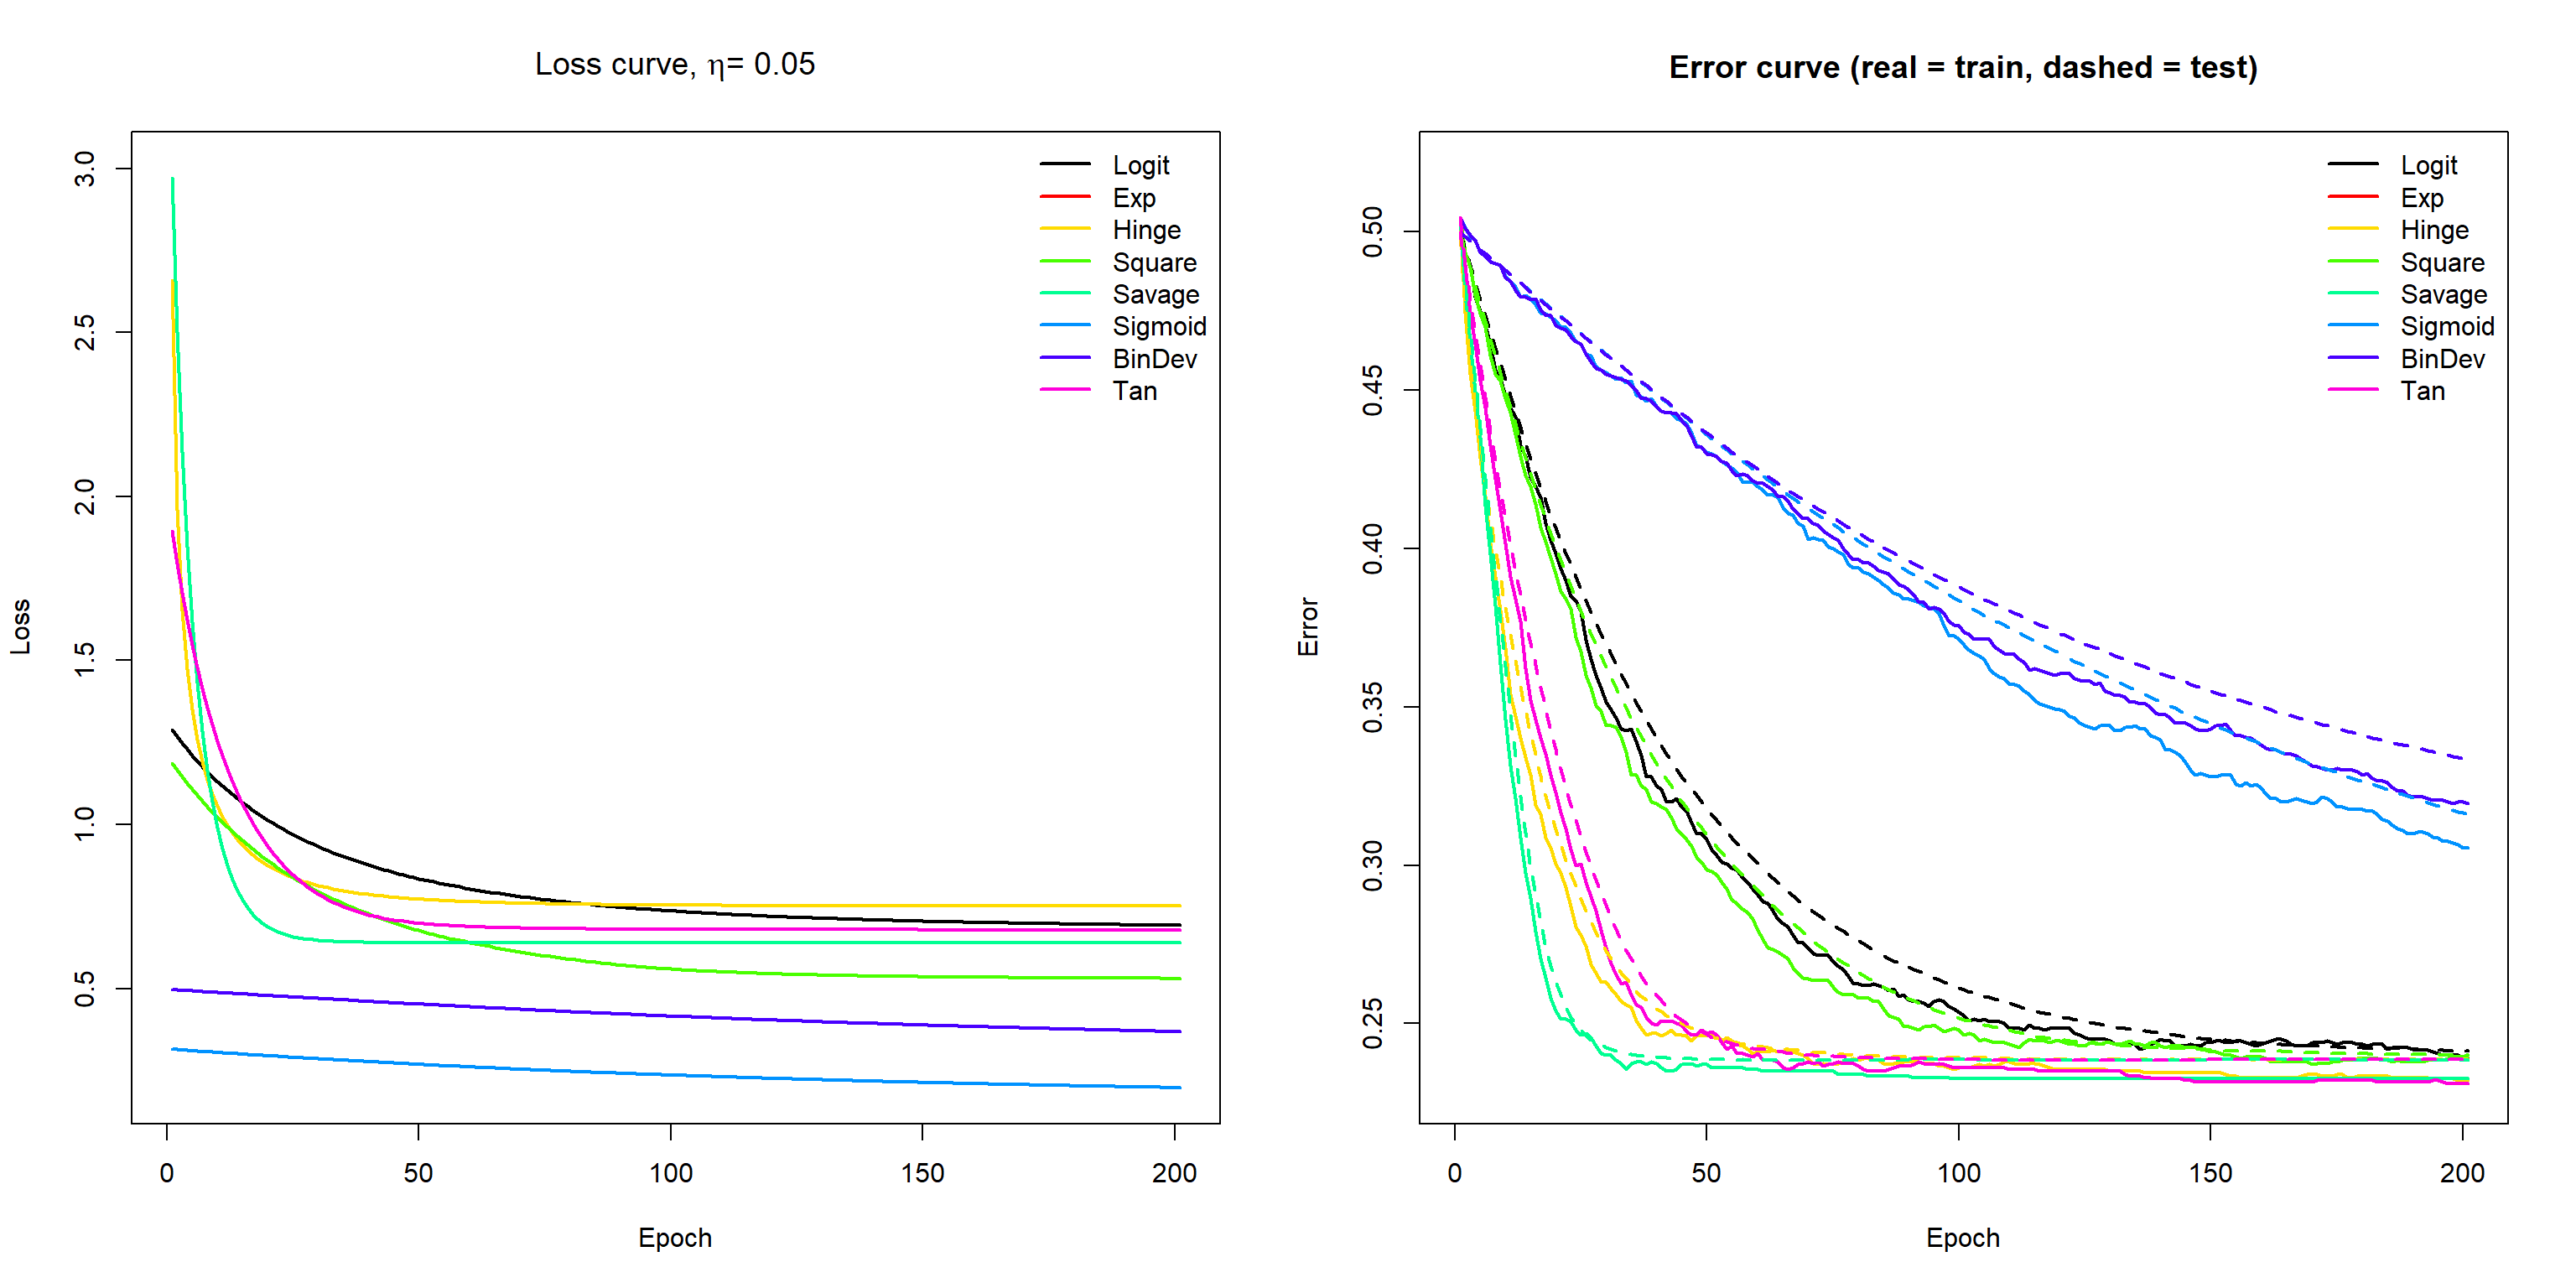 Loss curve, η= 0.05
3.0
2.5
2.0
1.5
1.0
0.5
Loss
0 50 100 150 200
Epoch
Logit
Exp
Hinge
Square
Savage
Sigmoid
BinDev
Tan
Error curve (real = train, dashed = test)
0.50
0.45
0.40
0.35
0.30
0.25
Error
0 50 100 150 200
Epoch
Logit
Exp
Hinge
Square
Savage
Sigmoid
BinDev
Tan